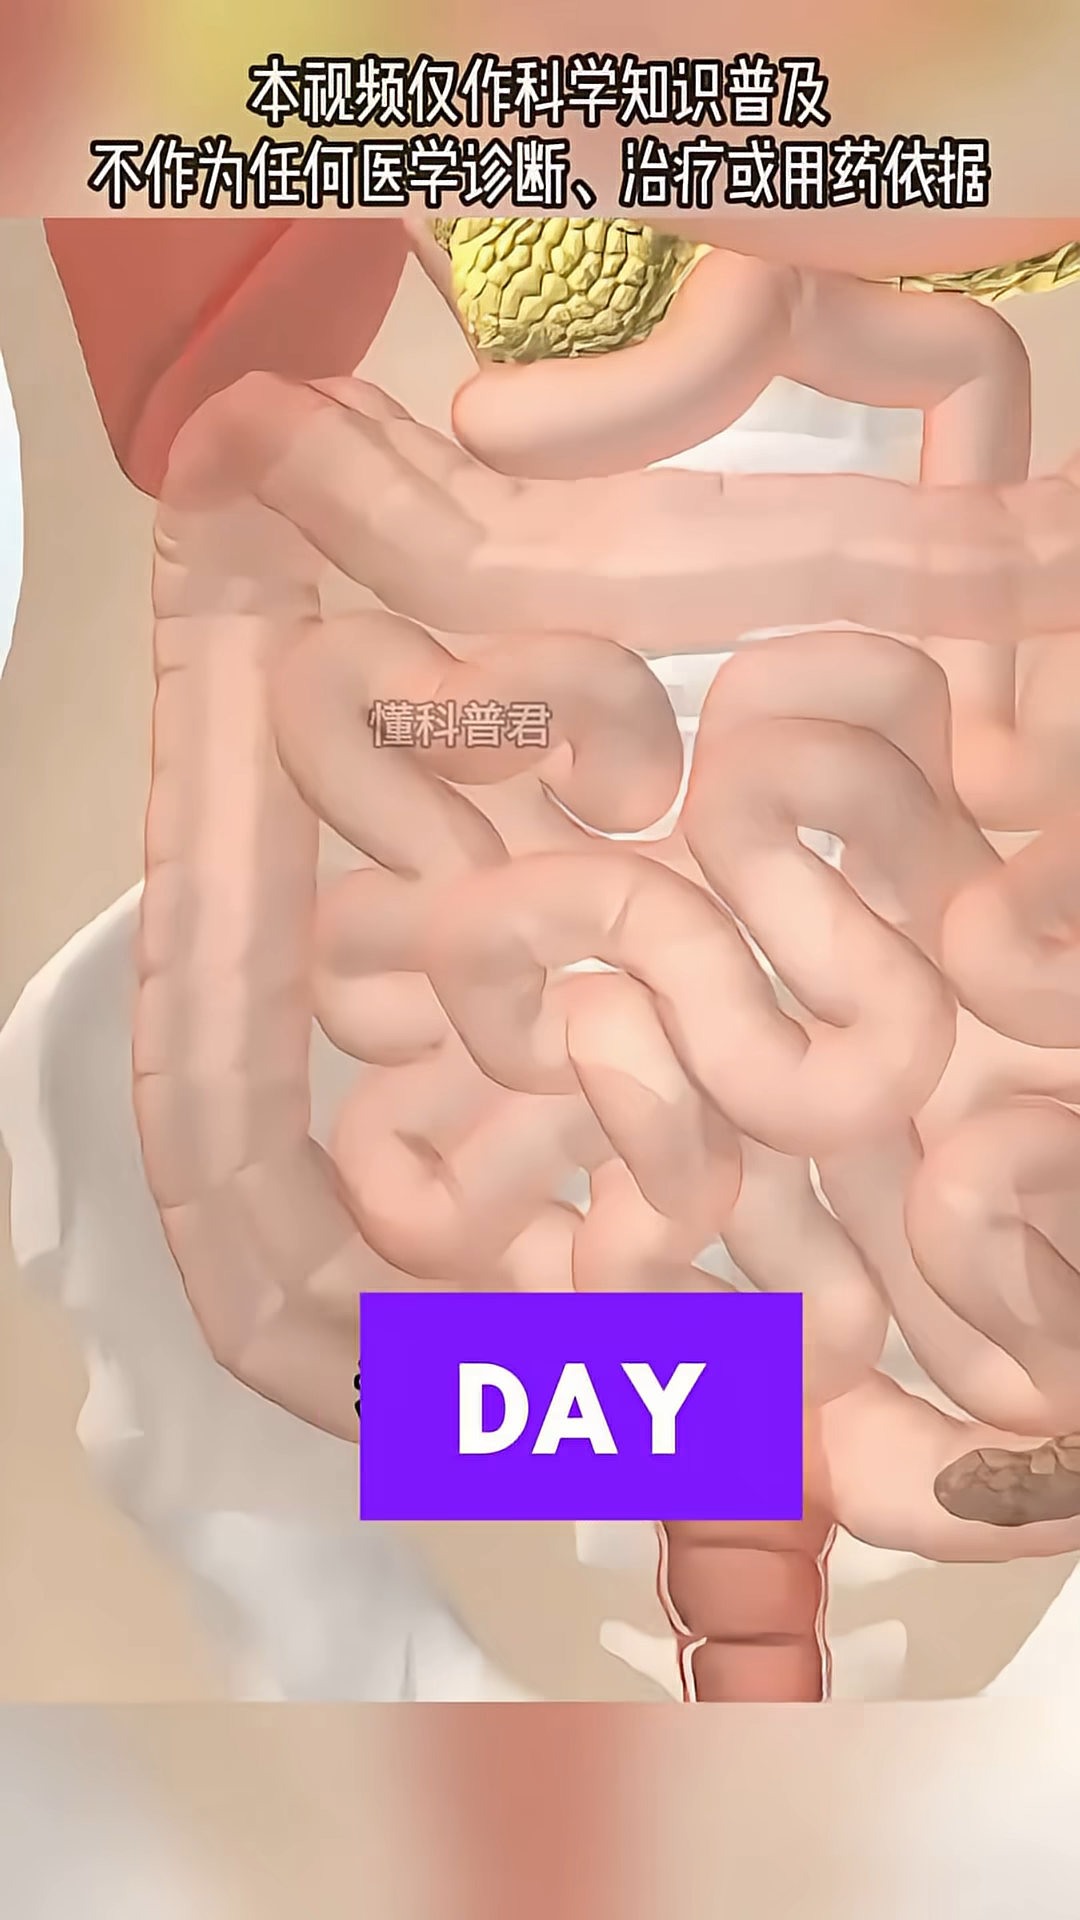 本视频仅作科学知识普及
不作为任何医学诊断、治疗或用药依据
懂科普君
DAY